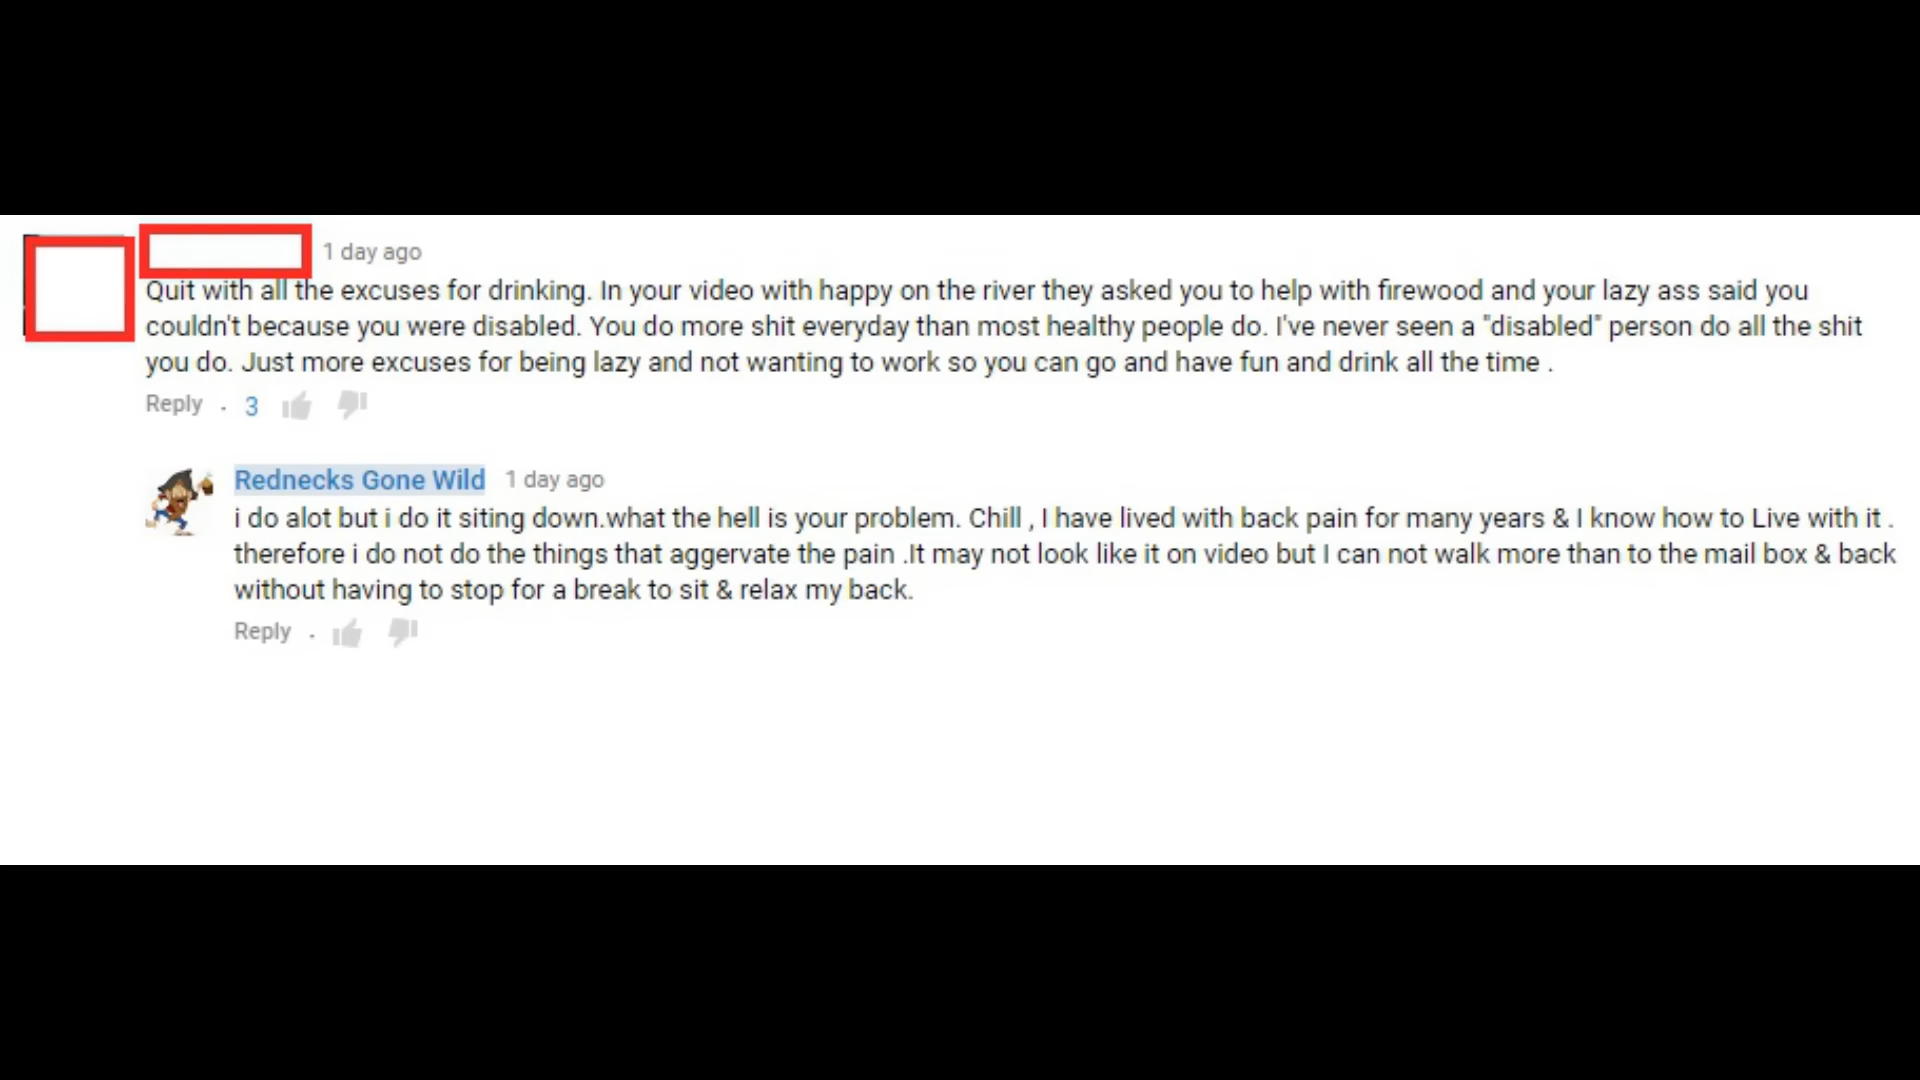 1 day ago
Quit with all the excuses for drinking. In your video with happy on the river they asked you to help with firewood and your lazy ass said you
couldn't because you were disabled. You do more shit everyday than most healthy people do. I've never seen a "disabled" person do all the shit
you do. Just more excuses for being lazy and not wanting to work so you can go and have fun and drink all the time .
Reply . 3
Rednecks Gone Wild 1 day ago
i do alot but i do it siting down.what the hell is your problem. Chill , I have lived with back pain for many years & I know how to Live with it .
therefore i do not do the things that aggervate the pain .It may not look like it on video but I can not walk more than to the mail box & back
without having to stop for a break to sit & relax my back.
Reply .